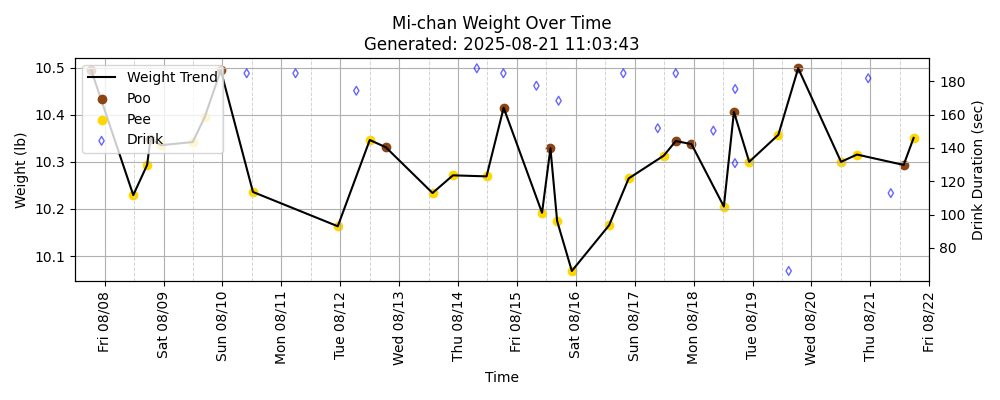 Mi-chan Weight Over Time
Generated: 2025-08-21 11:03:43
Weight Trend
Poo
Pee
Drink
Weight (lb)
10.5
10.4
10.3
10.2
10.1
Drink Duration (sec)
180
160
140
120
100
80
Fri 08/08
Sat 08/09
Sun 08/10
Mon 08/11
Tue 08/12
Wed 08/13
Thu 08/14
Fri 08/15
Sat 08/16
Sun 08/17
Mon 08/18
Tue 08/19
Wed 08/20
Thu 08/21
Fri 08/22
Time